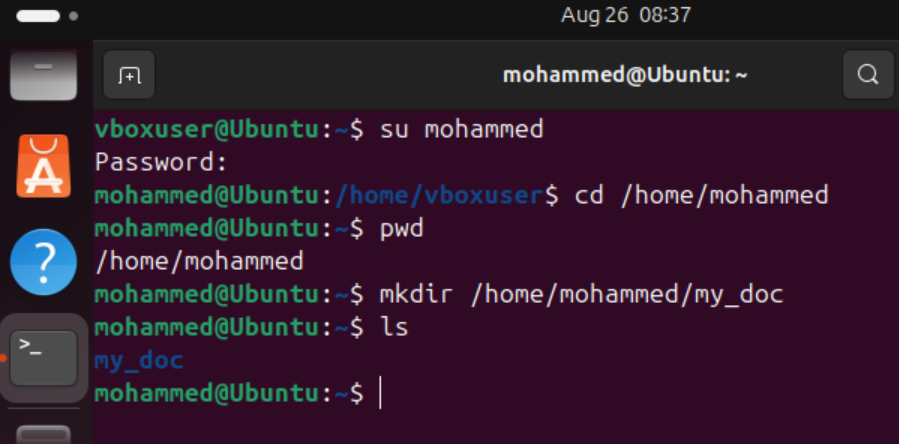 Aug 26 08:37
mohammed@Ubuntu: ~
vboxuser@Ubuntu:~$ su mohammed
Password:
mohammed@Ubuntu:/home/vboxuser$ cd /home/mohammed
mohammed@Ubuntu:~$ pwd
/home/mohammed
mohammed@Ubuntu:~$ mkdir /home/mohammed/my_doc
mohammed@Ubuntu:~$ ls
my_doc
mohammed@Ubuntu:~$